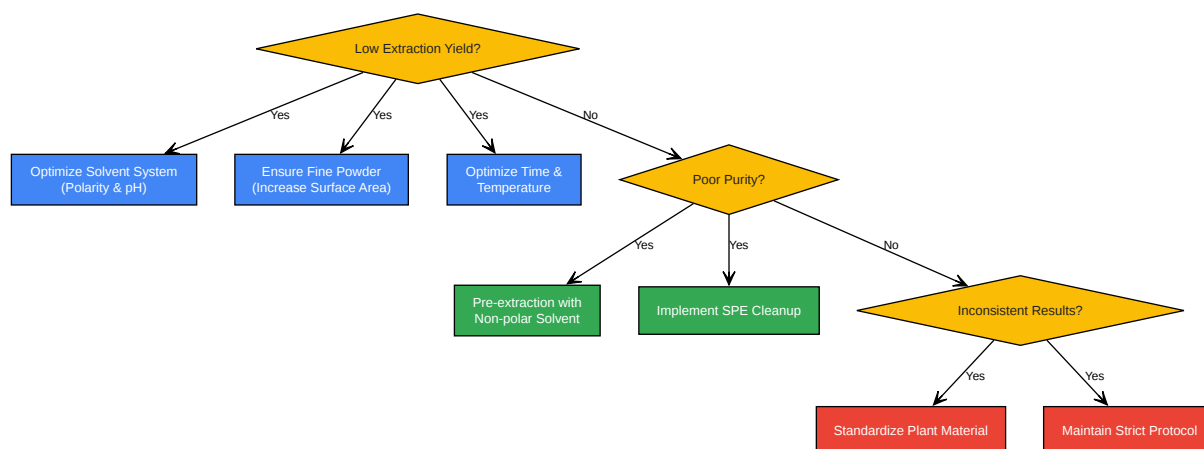 Low Extraction Yield?
Yes
Yes
Yes
No
Optimize Solvent System
(Polarity & pH)
Ensure Fine Powder
(Increase Surface Area)
Optimize Time &
Temperature
Poor Purity?
Yes
Yes
No
Pre-extraction with
Non-polar Solvent
Implement SPE Cleanup
Inconsistent Results?
Yes
Yes
Standardize Plant Material
Maintain Strict Protocol